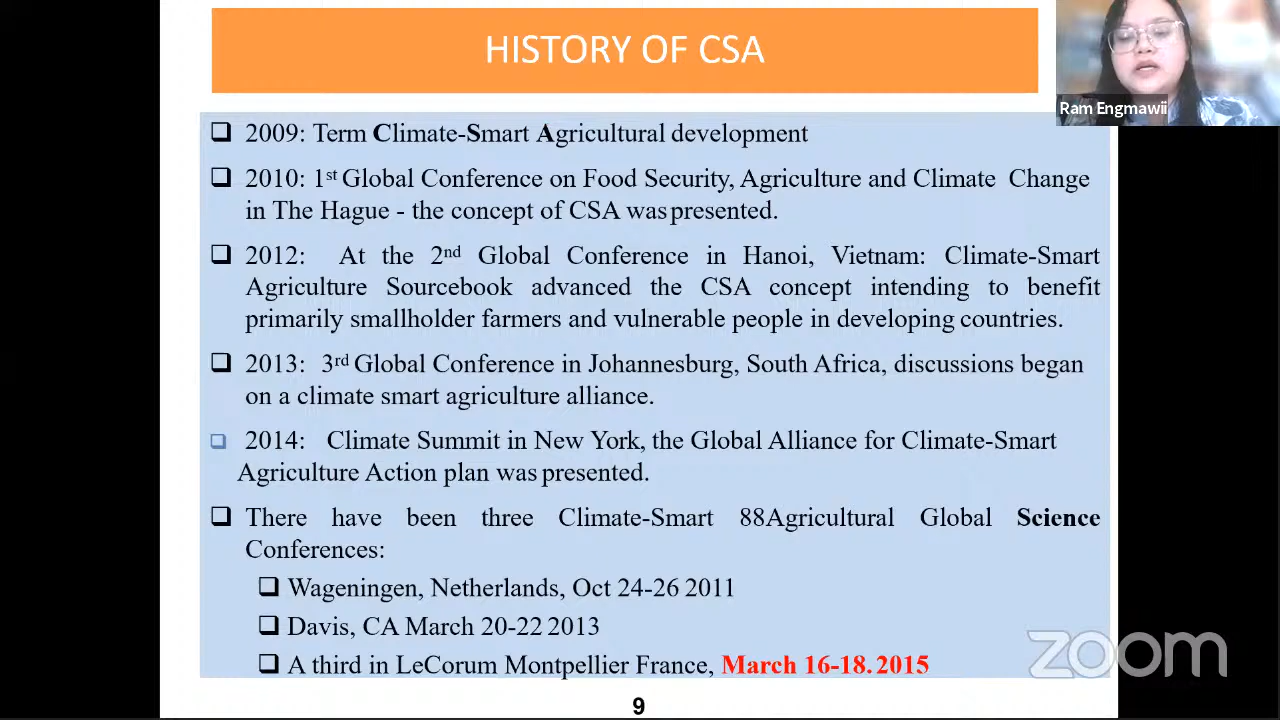 HISTORY OF CSA
Ram Engmawii
❑ 2009: Term Climate-Smart Agricultural development
❑ 2010: 1st Global Conference on Food Security, Agriculture and Climate Change
in The Hague - the concept of CSA was presented.
❑ 2012: At the 2nd Global Conference in Hanoi, Vietnam: Climate-Smart
Agriculture Sourcebook advanced the CSA concept intending to benefit
primarily smallholder farmers and vulnerable people in developing countries.
❑ 2013: 3rd Global Conference in Johannesburg, South Africa, discussions began
on a climate smart agriculture alliance.
❑ 2014: Climate Summit in New York, the Global Alliance for Climate-Smart
Agriculture Action plan was presented.
❑ There have been three Climate-Smart 88Agricultural Global Science
Conferences:
❑ Wageningen, Netherlands, Oct 24-26 2011
❑ Davis, CA March 20-22 2013
❑ A third in LeCorum Montpellier France, March 16-18. 2015
zoom
9